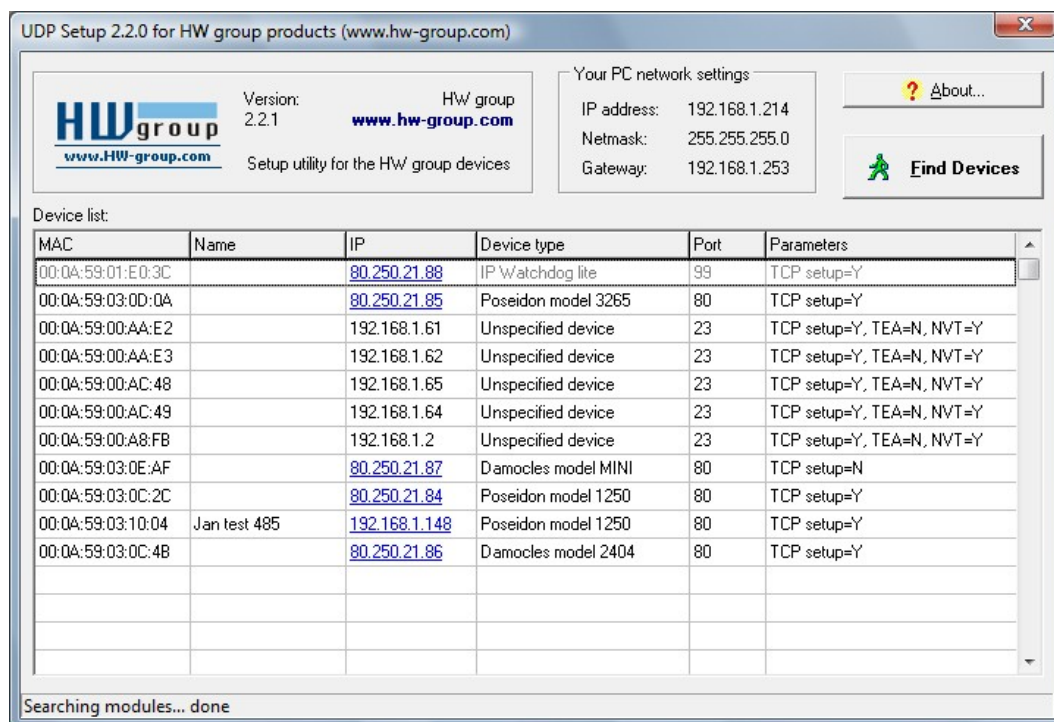 UDP Setup 2.2.0 for HW group products (www.hw-group.com)
HWgroup
www.HW-group.com
Version: HW group
2.2.1 www.hw-group.com
Setup utility for the HW group devices
Your PC network settings
IP address: 192.168.1.214
Netmask: 255.255.255.0
Gateway: 192.168.1.253
? About...
Find Devices
Device list:
MAC Name IP Device type Port Parameters
00:0A:59:01:E0:3C 80.250.21.88 IP Watchdog lite 99 TCP setup=Y
00:0A:59:03:0D:0A 80.250.21.85 Poseidon model 3265 80 TCP setup=Y
00:0A:59:00:AA:E2 192.168.1.61 Unspecified device 23 TCP setup=Y, TEA=N, NVT=Y
00:0A:59:00:AA:E3 192.168.1.62 Unspecified device 23 TCP setup=Y, TEA=N, NVT=Y
00:0A:59:00:AC:48 192.168.1.65 Unspecified device 23 TCP setup=Y, TEA=N, NVT=Y
00:0A:59:00:AC:49 192.168.1.64 Unspecified device 23 TCP setup=Y, TEA=N, NVT=Y
00:0A:59:00:A8:FB 192.168.1.2 Unspecified device 23 TCP setup=Y, TEA=N, NVT=Y
00:0A:59:03:0E:AF 80.250.21.87 Damocles model MINI 80 TCP setup=N
00:0A:59:03:0C:2C 80.250.21.84 Poseidon model 1250 80 TCP setup=Y
00:0A:59:03:10:04 Jan test 485 192.168.1.148 Poseidon model 1250 80 TCP setup=Y
00:0A:59:03:0C:4B 80.250.21.86 Damocles model 2404 80 TCP setup=Y
Searching modules... done